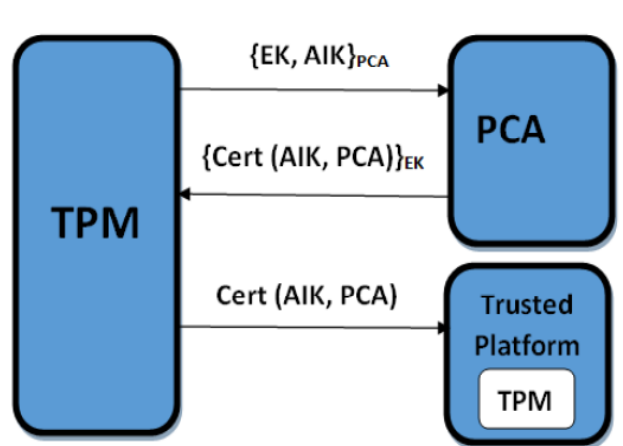 {EK, AIK}PCA
PCA
{Cert (AIK, PCA)}EK
TPM
Cert (AIK, PCA)
Trusted
Platform
TPM